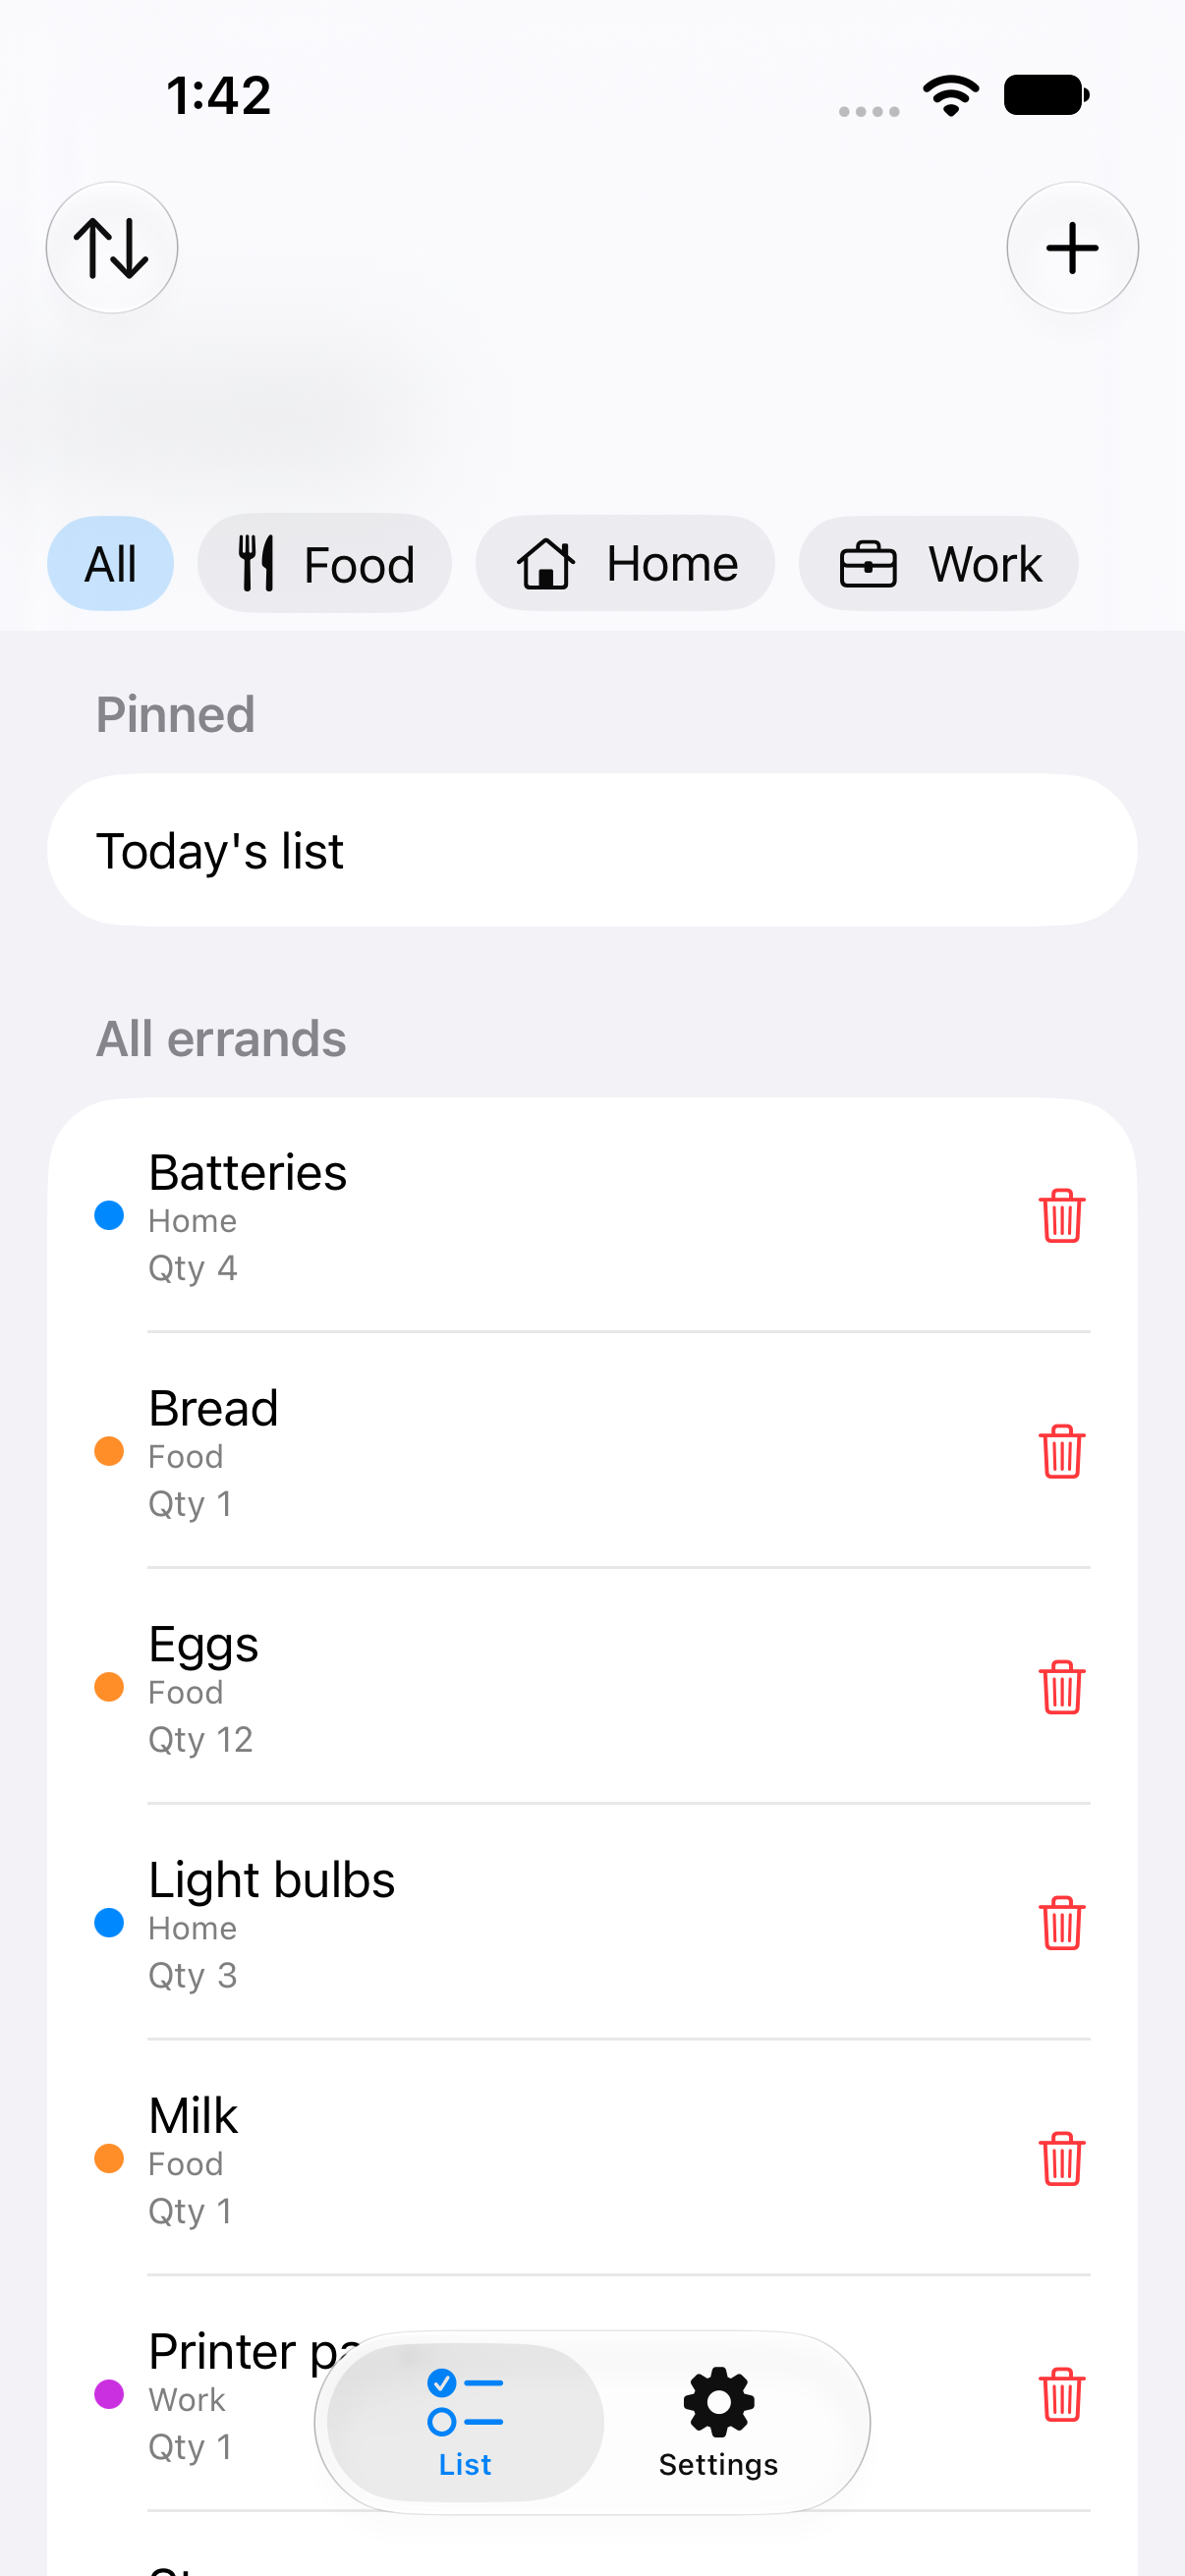 1:42
All
Food
Home
Work
Pinned
Today's list
All errands
Batteries
Home
Qty 4
Bread
Food
Qty 1
Eggs
Food
Qty 12
Light bulbs
Home
Qty 3
Milk
Food
Qty 1
Printer
Work
Qty 1
List
Settings